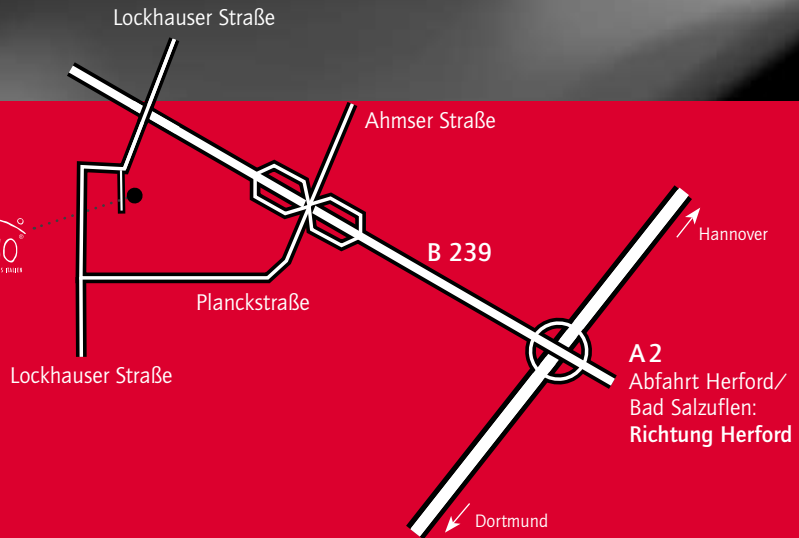 Lockhauser Straße
Ahmser Straße
Hannover
B 239
Planckstraße
A 2
Abfahrt Herford/
Bad Salzuflen:
Richtung Herford
Lockhauser Straße
Dortmund